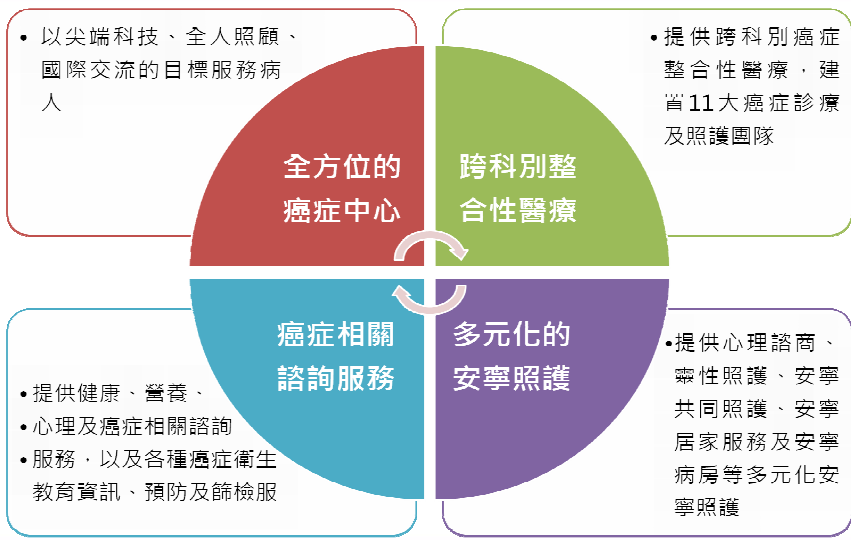 • 以尖端科技、全人照顧、
國際交流的目標服務病
人
• 提供跨科別癌症
整合性醫療，建
置11大癌症診療
及照護團隊
全方位的
癌症中心
跨科別整
合性醫療
癌症相關
諮詢服務
多元化的
安寧照護
• 提供健康、營養、
• 心理及癌症相關諮詢
• 服務，以及各種癌症衛生
教育資訊、預防及篩檢服
• 提供心理諮商、
靈性照護、安寧
共同照護、安寧
居家服務及安寧
病房等多元化安
寧照護